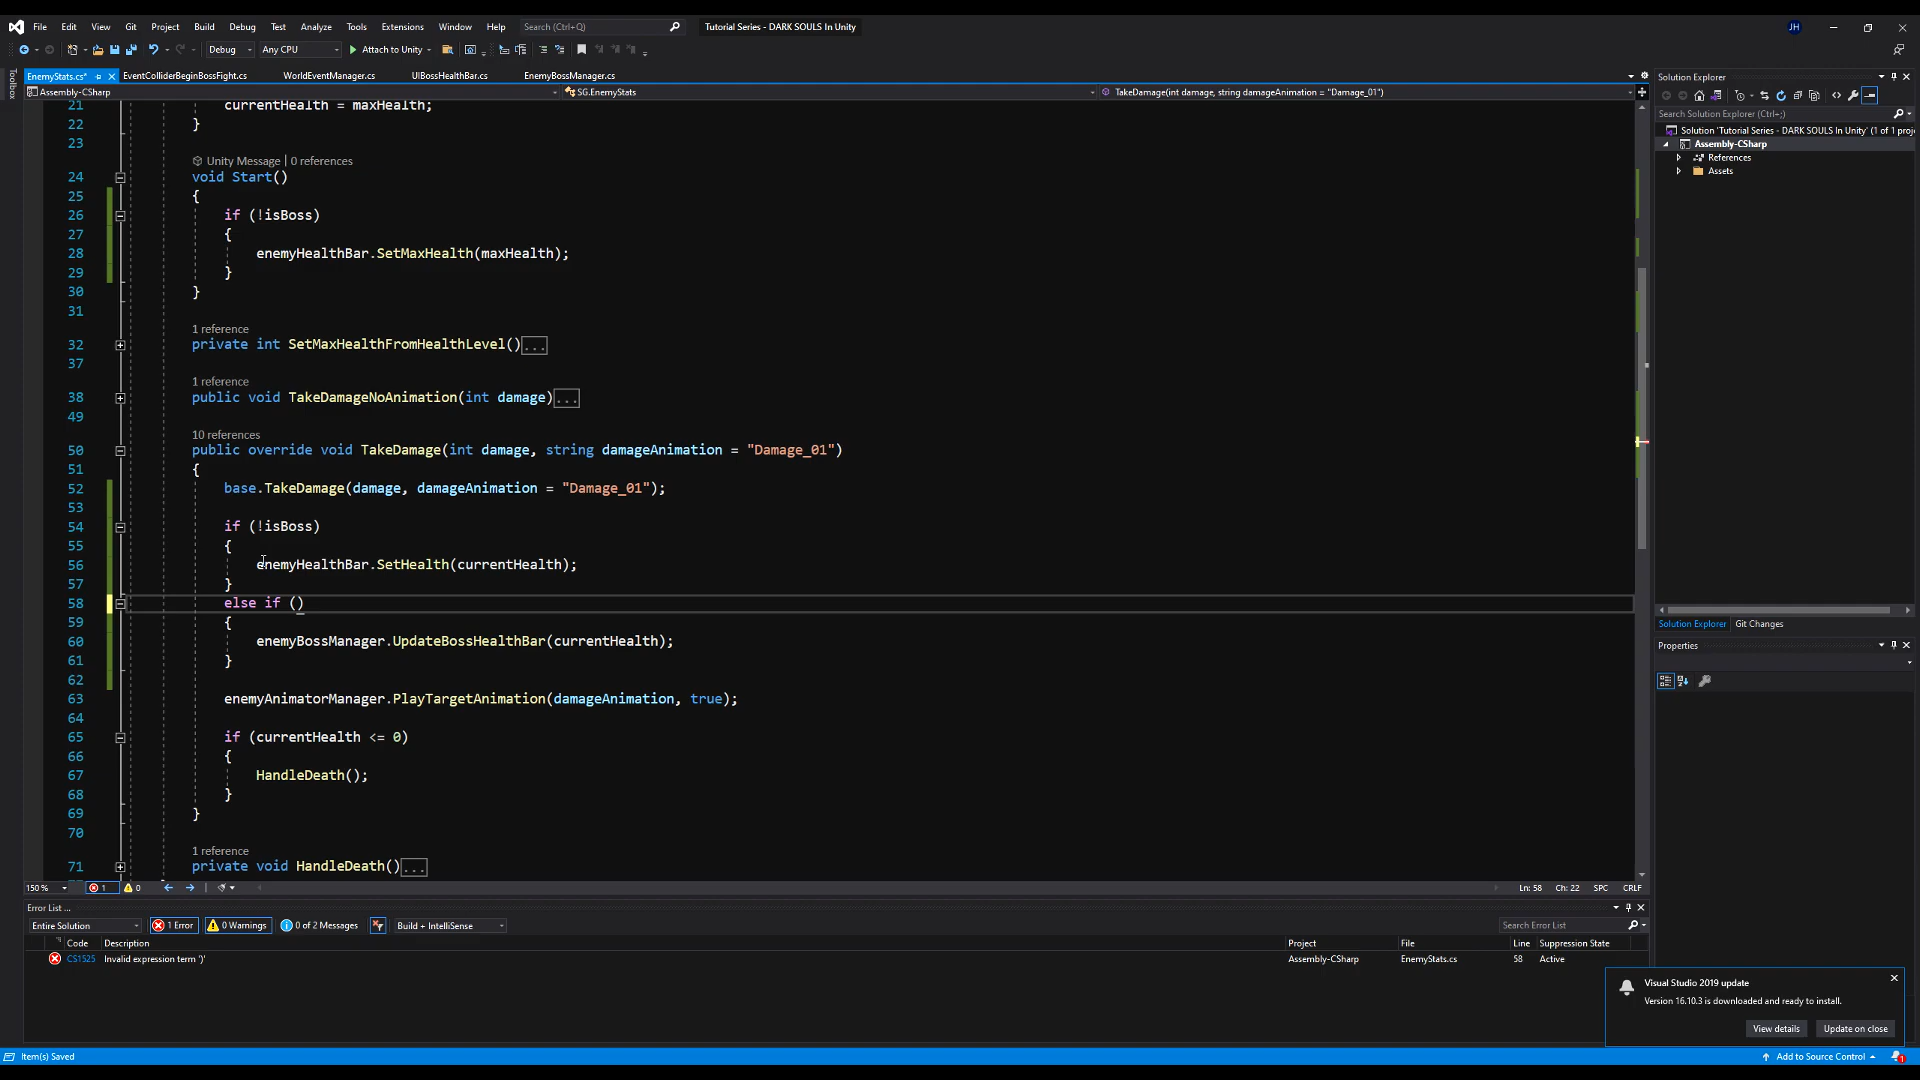 File Edit View Git Project Build Debug Test Analyze Tools Extensions Window Help Search (Ctrl+Q) Tutorial Series - DARK SOULS In Unity JH
Debug Any CPU Attach to Unity
Toolbox
EnemyStats.cs* EventColliderBeginBossFight.cs WorldEventManager.cs UIBossHealthBar.cs EnemyBossManager.cs
Assembly-CSharp SG.EnemyStats TakeDamage(int damage, string damageAnimation = "Damage_01")
21 currentHealth = maxHealth;
22 }
23
Unity Message | 0 references
24 void Start()
25 {
26 if (!isBoss)
27 {
28 enemyHealthBar.SetMaxHealth(maxHealth);
29 }
30 }
31
1 reference
32 private int SetMaxHealthFromHealthLevel()...
37
1 reference
38 public void TakeDamageNoAnimation(int damage)...
49
10 references
50 public override void TakeDamage(int damage, string damageAnimation = "Damage_01")
51 {
52 base.TakeDamage(damage, damageAnimation = "Damage_01");
53
54 if (!isBoss)
55 {
56 enemyHealthBar.SetHealth(currentHealth);
57 }
58 else if ()
59 {
60 enemyBossManager.UpdateBossHealthBar(currentHealth);
61 }
62
63 enemyAnimatorManager.PlayTargetAnimation(damageAnimation, true);
64
65 if (currentHealth <= 0)
66 {
67 HandleDeath();
68 }
69 }
70
1 reference
71 private void HandleDeath()...
150 % 1 0 Ln: 58 Ch: 22 SPC CRLF
Error List ...
Entire Solution 1 Error 0 Warnings 0 of 2 Messages Build + IntelliSense Search Error List
Code Description Project File Line Suppression State
CS1525 Invalid expression term ')' Assembly-CSharp EnemyStats.cs 58 Active
Solution Explorer
Search Solution Explorer (Ctrl+;)
Solution 'Tutorial Series - DARK SOULS In Unity' (1 of 1 proj
Assembly-CSharp
References
Assets
Solution Explorer Git Changes
Properties
Visual Studio 2019 update
Version 16.10.3 is downloaded and ready to install.
View details Update on close
Item(s) Saved Add to Source Control 1